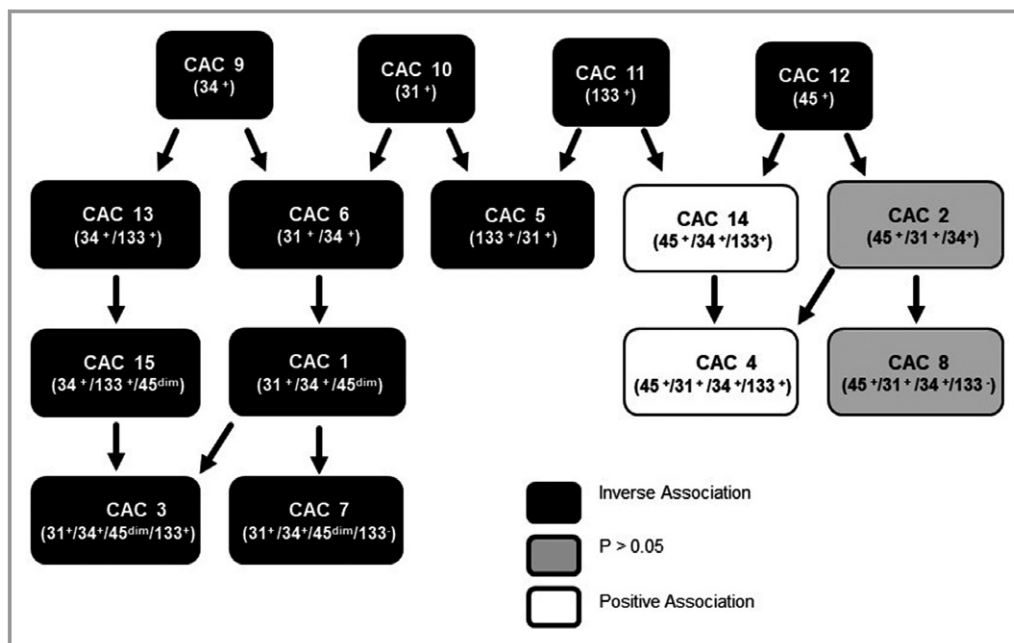 CAC 9
(34 ⁺)
CAC 10
(31 ⁺)
CAC 11
(133 ⁺)
CAC 12
(45 ⁺)
CAC 13
(34 ⁺/133 ⁺)
CAC 6
(31 ⁺/34 ⁺)
CAC 5
(133 ⁺/31 ⁺)
CAC 14
(45 ⁺/34 ⁺/133⁺)
CAC 2
(45 ⁺/31 ⁺/34⁺)
CAC 15
(34 ⁺/133 ⁺/45ᵈⁱᵐ)
CAC 1
(31 ⁺/34 ⁺/45ᵈⁱᵐ)
CAC 4
(45 ⁺/31 ⁺/34 ⁺/133 ⁺)
CAC 8
(45 ⁺/31 ⁺/34 ⁺/133 ⁻)
CAC 3
(31⁺/34⁺/45ᵈⁱᵐ/133⁺)
CAC 7
(31⁺/34⁺/45ᵈⁱᵐ/133⁻)
Inverse Association
P > 0.05
Positive Association